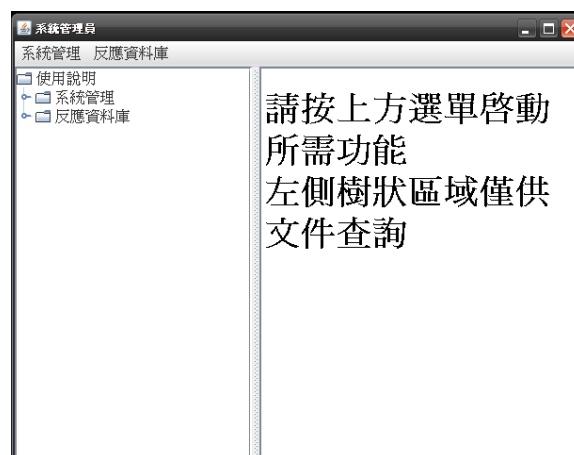 系統管理員
系統管理 反應資料庫
使用說明
系統管理
反應資料庫
請按上方選單啓動
所需功能
左側樹狀區域僅供
文件查詢